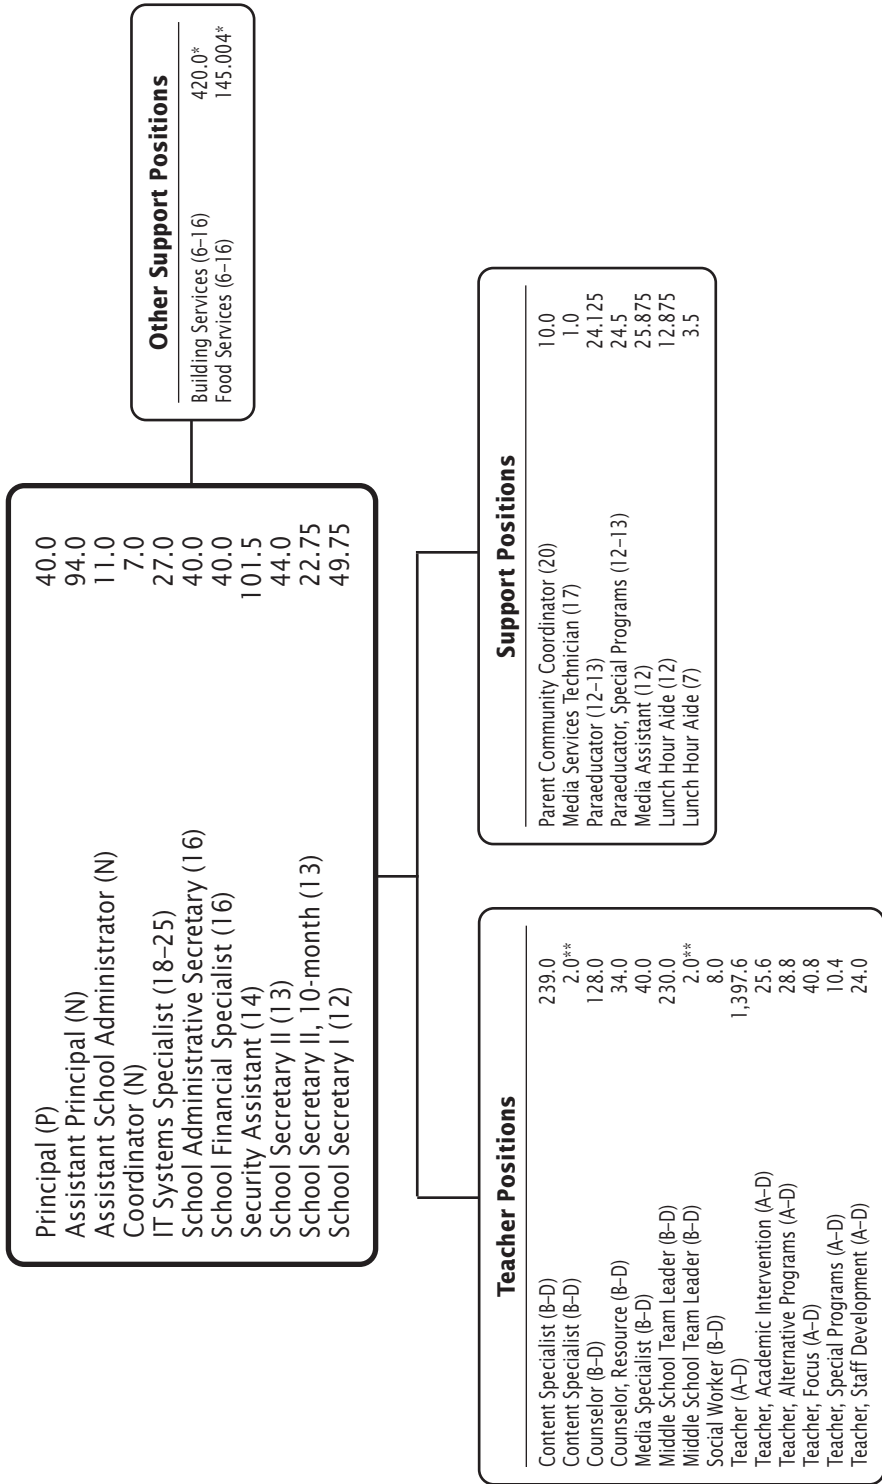 Principal (P) 40.0
Assistant Principal (N) 94.0
Assistant School Administrator (N) 11.0
Coordinator (N) 7.0
IT Systems Specialist (18–25) 27.0
School Administrative Secretary (16) 40.0
School Financial Specialist (16) 40.0
Security Assistant (14) 101.5
School Secretary II (13) 44.0
School Secretary II, 10-month (13) 22.75
School Secretary I (12) 49.75
Other Support Positions
Building Services (6–16) 420.0*
Food Services (6–16) 145.004*
Teacher Positions
Content Specialist (B–D) 239.0
Content Specialist (B–D) 2.0**
Counselor (B–D) 128.0
Counselor, Resource (B–D) 34.0
Media Specialist (B–D) 40.0
Middle School Team Leader (B–D) 230.0
Middle School Team Leader (B–D) 2.0**
Social Worker (B–D) 8.0
Teacher (A–D) 1,397.6
Teacher, Academic Intervention (A–D) 25.6
Teacher, Alternative Programs (A–D) 28.8
Teacher, Focus (A–D) 40.8
Teacher, Special Programs (A–D) 10.4
Teacher, Staff Development (A–D) 24.0
Support Positions
Parent Community Coordinator (20) 10.0
Media Services Technician (17) 1.0
Paraeducator (12–13) 24.125
Paraeducator, Special Programs (12–13) 24.5
Media Assistant (12) 25.875
Lunch Hour Aide (12) 12.875
Lunch Hour Aide (7) 3.5